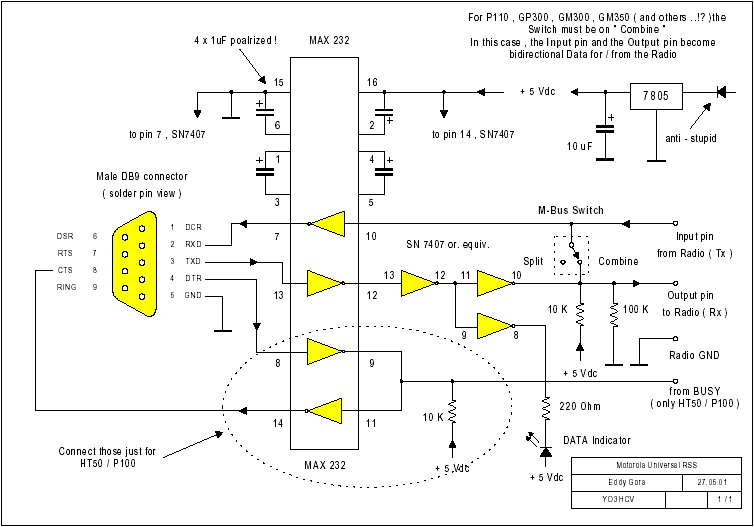 For P110 , GP300 , GM300 , GM350 ( and others ..!? )the
Switch must be on " Combine "
In this case , the Input pin and the Output pin become
bidirectional Data for / from the Radio
4 x 1uF poalrized !
MAX 232
15
16
+ 5 Vdc
7805
+
+
+
6
2
to pin 7 , SN7407
to pin 14 , SN7407
10 uF
anti - stupid
1
4
+
+
3
5
Male DB9 connector
( solder pin view )
M-Bus Switch
DSR 6
RTS 7
CTS 8
RING 9
1 DCR
2 RXD
3 TXD
4 DTR
5 GND
7
10
SN 7407 or. equiv.
Split
Combine
Input pin
from Radio ( Tx )
13
12
13
12
11
10
Output pin
to Radio ( Rx )
10 K
100 K
9
8
Radio GND
+ 5 Vdc
8
9
from BUSY
( only HT50 / P100 )
10 K
220 Ohm
14
11
Connect those just for
HT50 / P100
DATA Indicator
MAX 232
+ 5 Vdc
+ 5 Vdc
Motorola Universal RSS
Eddy Gora
27.05.01
YO3HCV
1 / 1